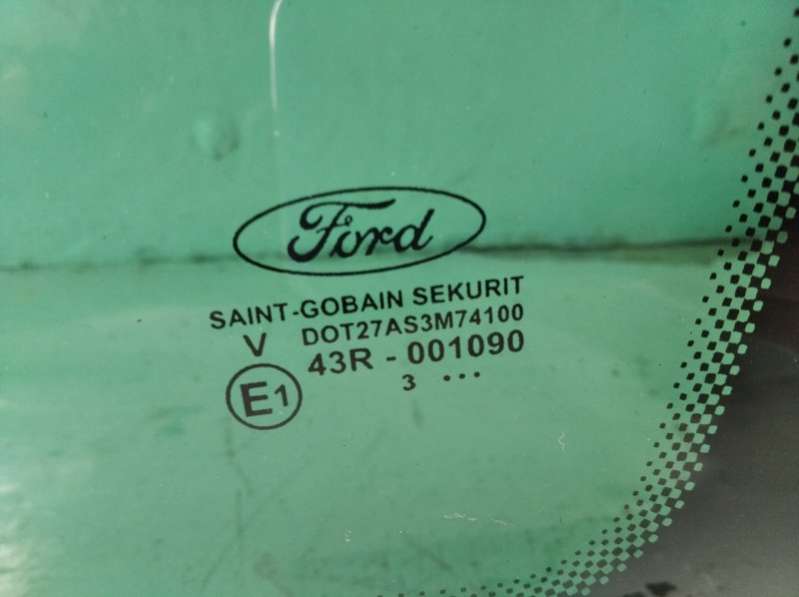 Ford
SAINT-GOBAIN SEKURIT
V DOT27AS3M74100
43R - 001090
E1
3 ...